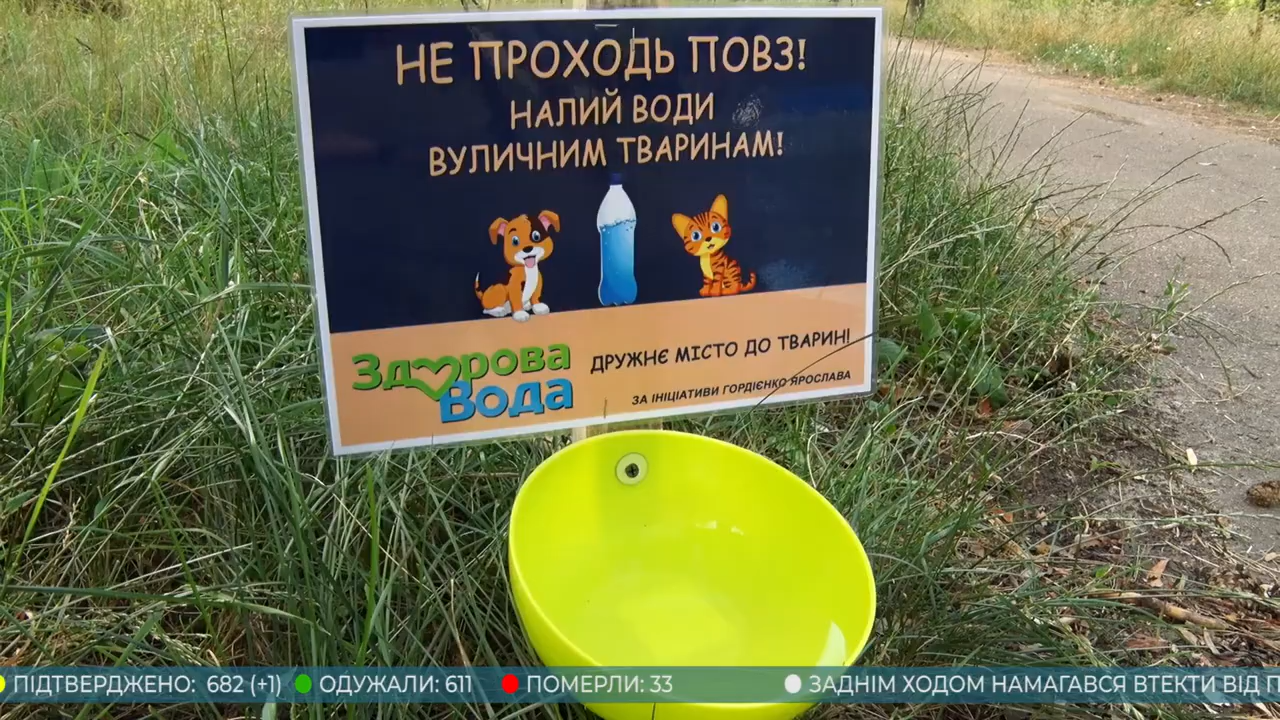 НЕ ПРОХОДЬ ПОВЗ!
НАЛИЙ ВОДИ
ВУЛИЧНИМ ТВАРИНАМ!
Здорова
Вода
ДРУЖНЄ МІСТО ДО ТВАРИН!
ЗА ІНІЦІАТИВИ ГОРДІЄНКО ЯРОСЛАВА
ПІДТВЕРДЖЕНО: 682 (+1) ОДУЖАЛИ: 611 ПОМЕРЛИ: 33 ЗАДНІМ ХОДОМ НАМАГАВСЯ ВТЕКТИ ВІД П